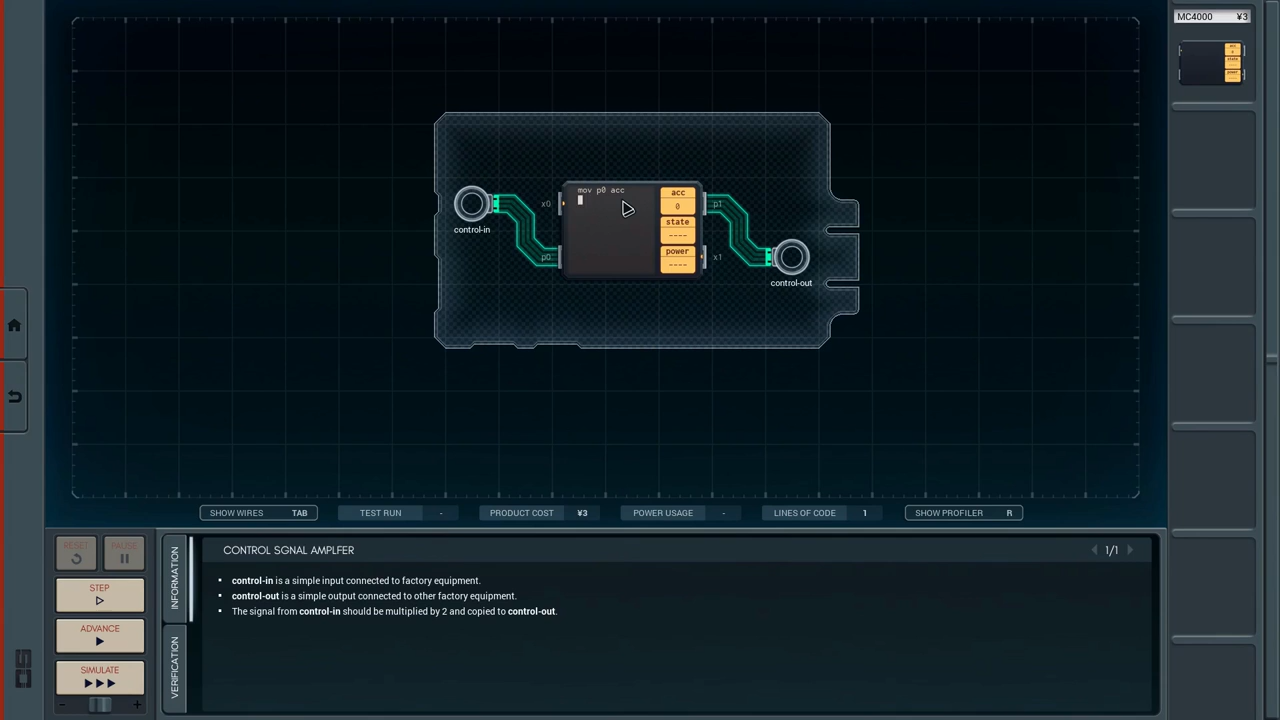 MC4000 ¥3
acc
0
state
----
power
----
mov p0 acc
acc
0
state
----
power
----
x0
p0
p1
x1
control-in
control-out
SHOW WIRES TAB
TEST RUN -
PRODUCT COST ¥3
POWER USAGE -
LINES OF CODE 1
SHOW PROFILER R
RESET
PAUSE
STEP
ADVANCE
SIMULATE
- +
INFORMATION
VERIFICATION
CONTROL SGNAL AMPLFER
1/1
▪ control-in is a simple input connected to factory equipment.
▪ control-out is a simple output connected to other factory equipment.
▪ The signal from control-in should be multiplied by 2 and copied to control-out.